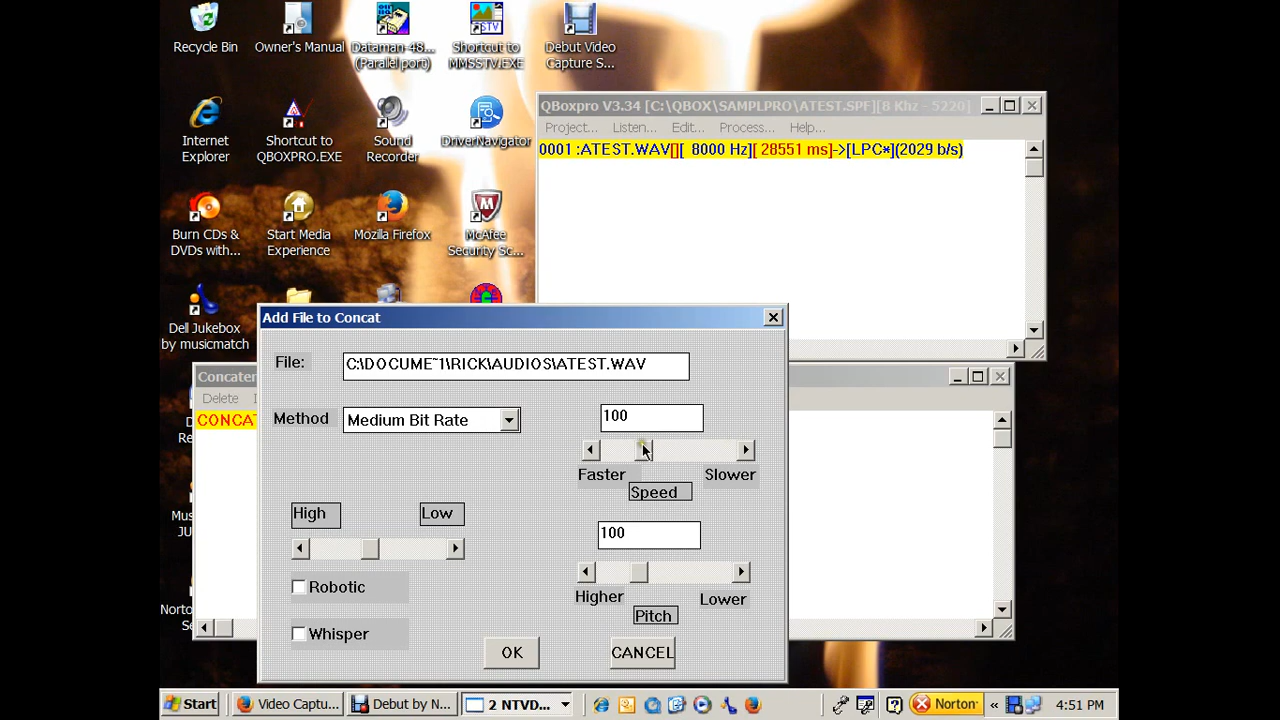 Recycle Bin
Owner's Manual
Dataman-48...
(Parallel port)
Shortcut to
MMSSTV.EXE
Debut Video
Capture S...
Internet
Explorer
Shortcut to
QBOXPRO.EXE
Sound
Recorder
DriverNavigator
Burn CDs &
DVDs with...
Start Media
Experience
Mozilla Firefox
McAfee
Security Sc...
Dell Jukebox
by musicmatch
QBoxpro V3.34 [C:\QBOX\SAMPLPRO\ATEST.SPF][8 Khz - 5220]
Project... Listen... Edit... Process... Help...
0001 :ATEST.WAV[][ 8000 Hz][ 28551 ms]->[LPC*](2029 b/s)
Add File to Concat
File: C:\DOCUME~1\RICK\AUDIOS\ATEST.WAV
Method Medium Bit Rate
100
Faster Slower
Speed
High Low
100
Higher Lower
Pitch
Robotic
Whisper
OK CANCEL
Concate
Delete
CONCA
Start Video Captu... Debut by N... 2 NTVD... Norton 4:51 PM